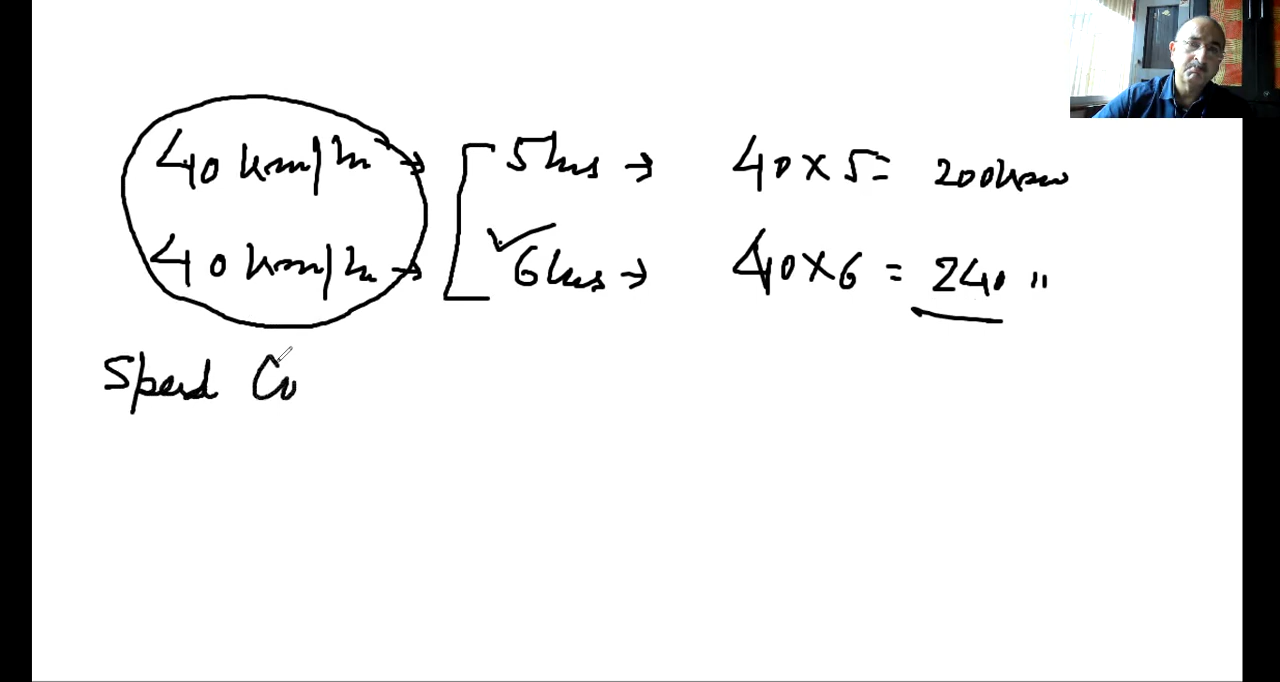 40 km/h → 5 hrs → 40 x 5 = 200 km
40 km/h → 6 hrs → 40 x 6 = 240 "
Speed Co